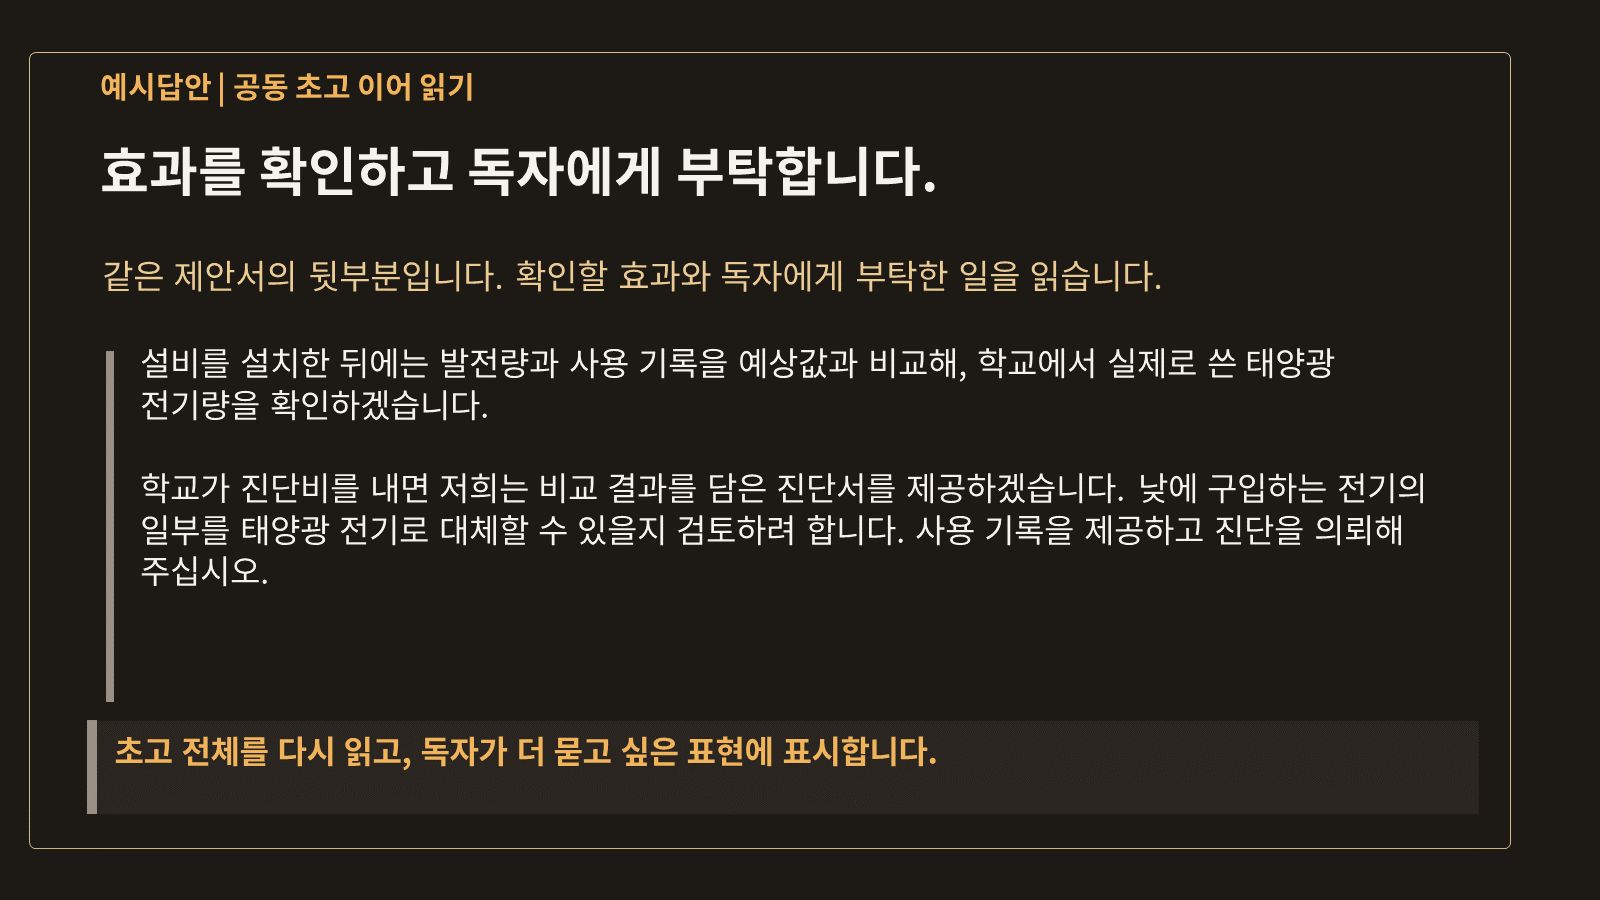 예시답안 | 공동 초고 이어 읽기
효과를 확인하고 독자에게 부탁합니다.
같은 제안서의 뒷부분입니다. 확인할 효과와 독자에게 부탁한 일을 읽습니다.
설비를 설치한 뒤에는 발전량과 사용 기록을 예상값과 비교해, 학교에서 실제로 쓴 태양광
전기량을 확인하겠습니다.
학교가 진단비를 내면 저희는 비교 결과를 담은 진단서를 제공하겠습니다. 낮에 구입하는 전기의
일부를 태양광 전기로 대체할 수 있을지 검토하려 합니다. 사용 기록을 제공하고 진단을 의뢰해
주십시오.
초고 전체를 다시 읽고, 독자가 더 묻고 싶은 표현에 표시합니다.